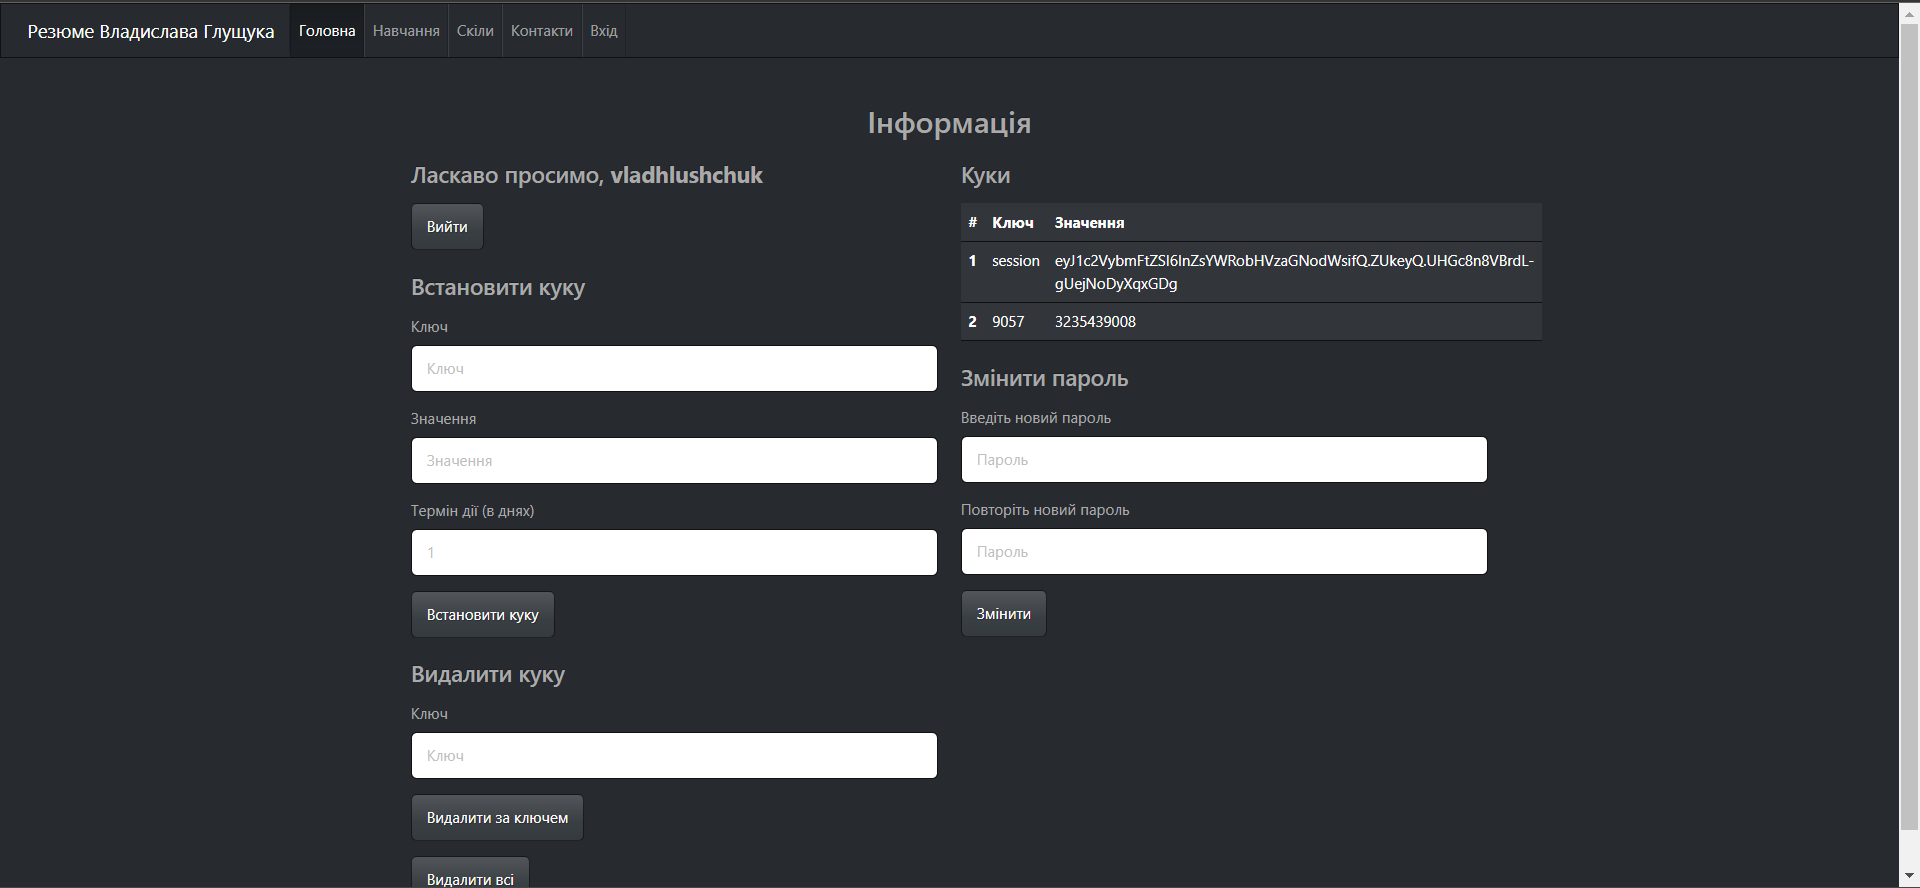 Резюме Владислава Глущука
Головна
Навчання
Скіли
Контакти
Вхід
Інформація
Ласкаво просимо, vladhlushchuk
Вийти
Встановити куку
Ключ
Ключ
Значення
Значення
Термін дії (в днях)
1
Встановити куку
Видалити куку
Ключ
Ключ
Видалити за ключем
Видалити всі
Куки
# Ключ Значення
1 session eyJ1c2VybmFtZSI6InZsYWRobHVzaGNodWsifQ.ZUkeyQ.UHGc8n8VBrdL-
gUejNoDyXqxGDg
2 9057 3235439008
Змінити пароль
Введіть новий пароль
Пароль
Повторіть новий пароль
Пароль
Змінити